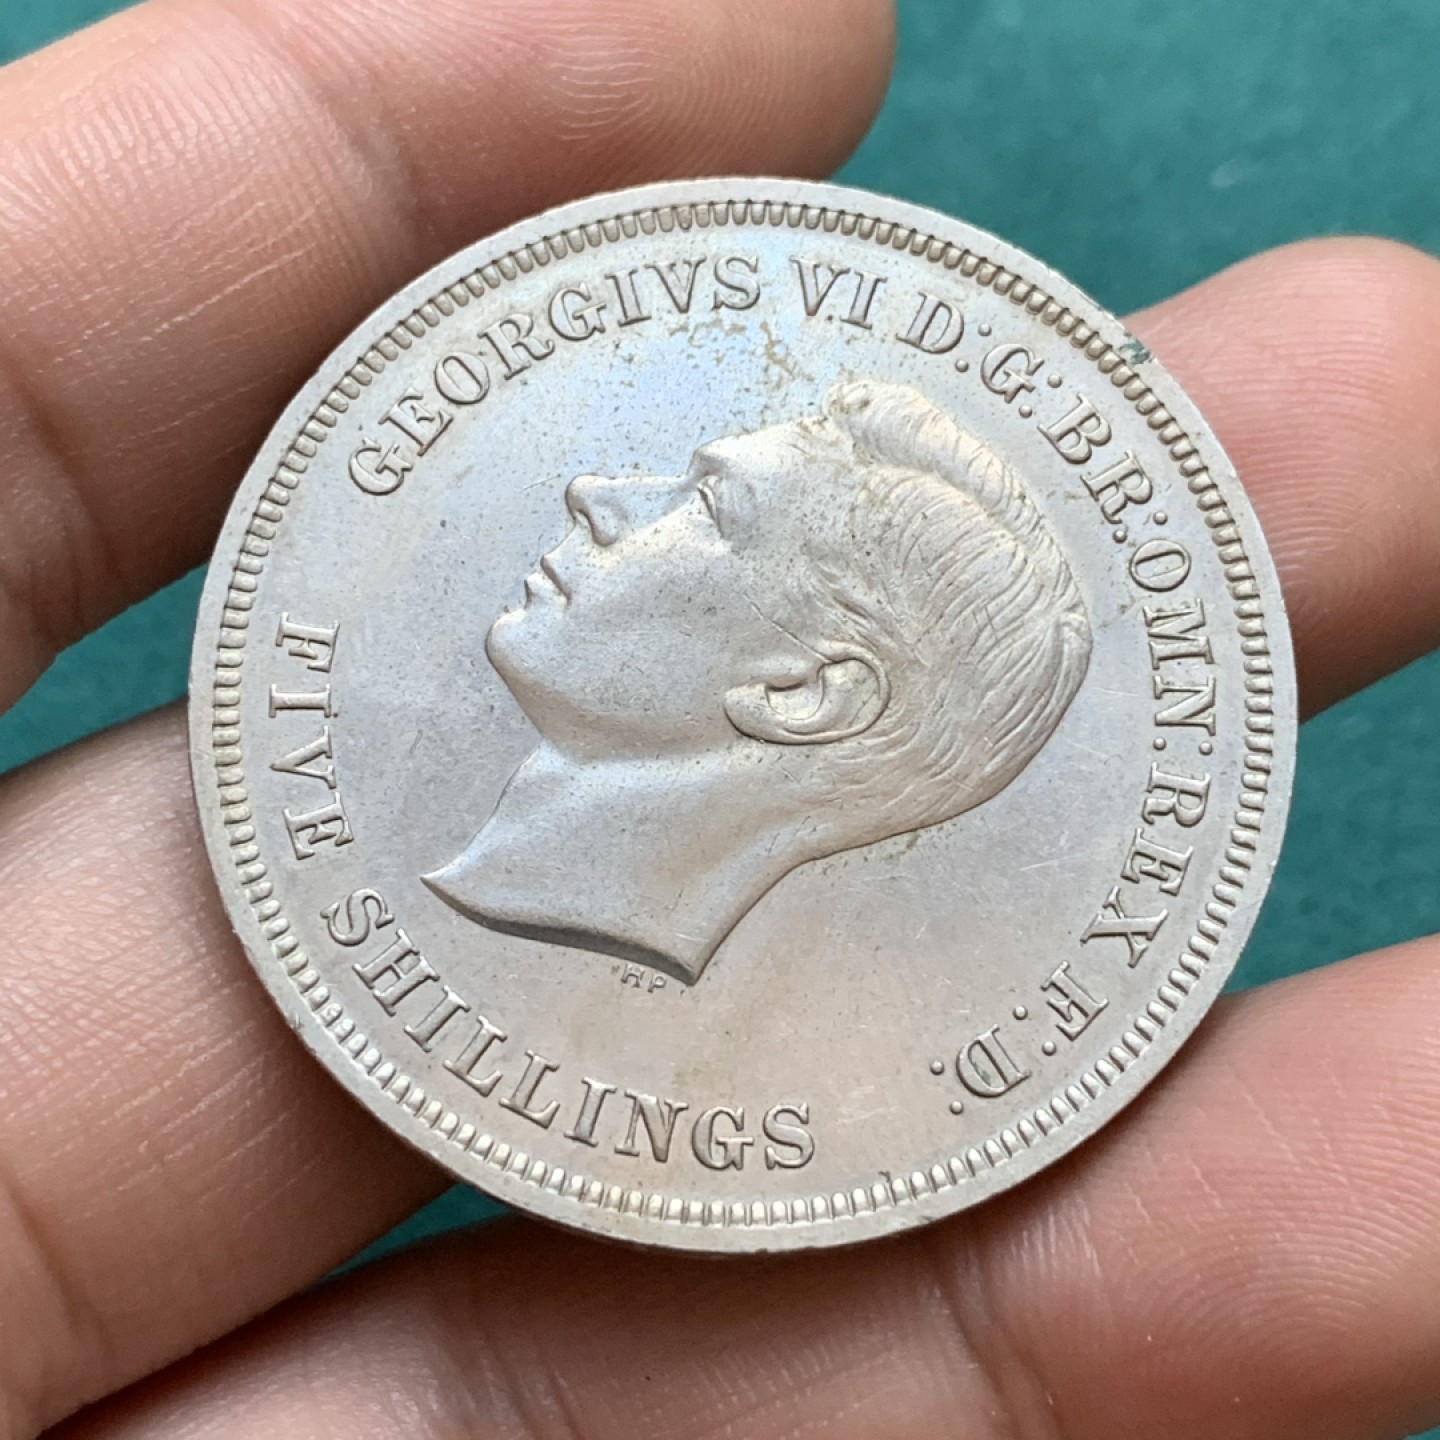 GEORGIVS VI D:G:BR:OMN:REX F:D:
FIVE SHILLINGS
HP